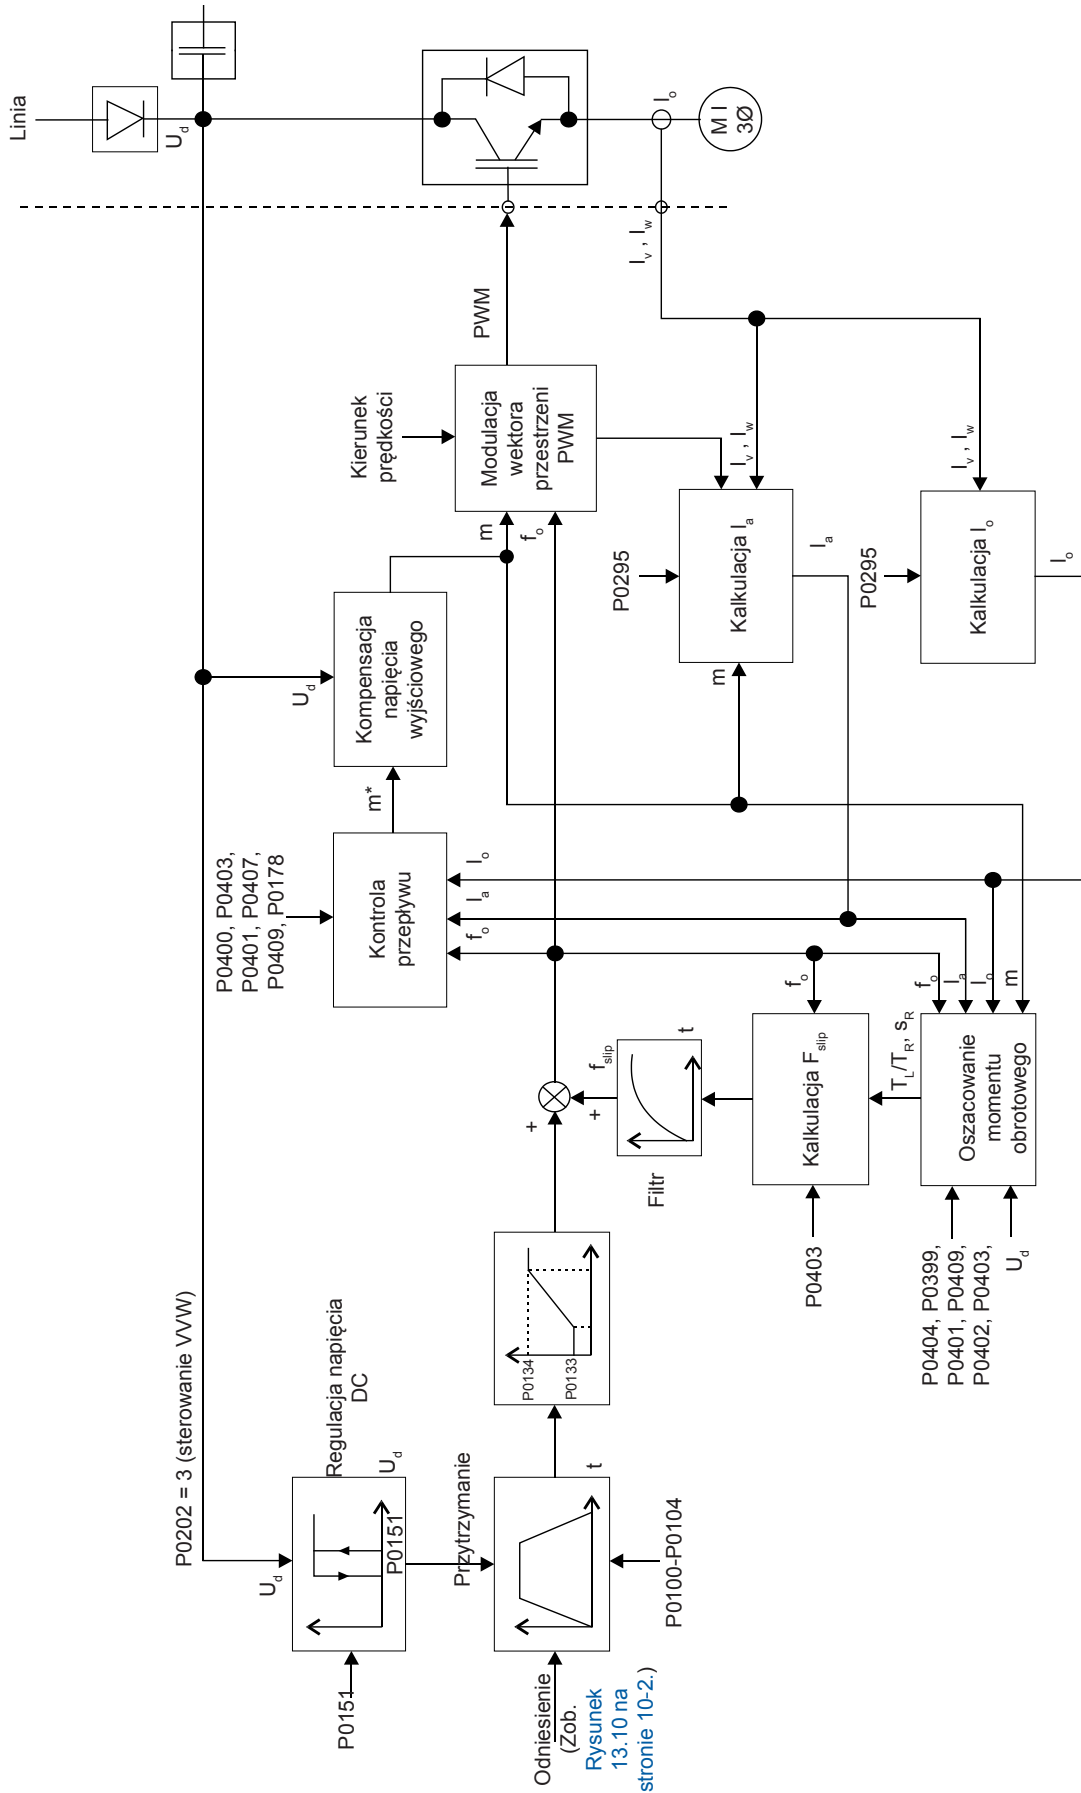 P0202 = 3 (sterowanie VVW)
Linia
U_d
U_d
Regulacja napięcia
DC
U_d
P0151
P0151
Przytrzymanie
t
P0100-P0104
Odniesienie
(Zob.
Rysunek
13.10 na
stronie 10-2.)
P0134
P0133
+
+
f_slip
t
Filtr
P0400, P0403,
P0401, P0407,
P0409, P0178
Kontrola
przepływu
f_o
I_a
I_o
m*
U_d
Kompensacja
napięcia
wyjściowego
Kierunek
prędkości
m
f_o
Modulacja
wektora
przestrzeni
PWM
PWM
I_o
M I
3Ø
I_v , I_w
P0403
Kalkulacja F_slip
f_o
T_L/T_R, s_R
P0404, P0399,
P0401, P0409,
P0402, P0403,
U_d
Oszacowanie
momentu
obrotowego
f_o
I_a
I_o
m
P0295
m
Kalkulacja I_a
I_v , I_w
I_a
P0295
Kalkulacja I_o
I_v , I_w
I_o